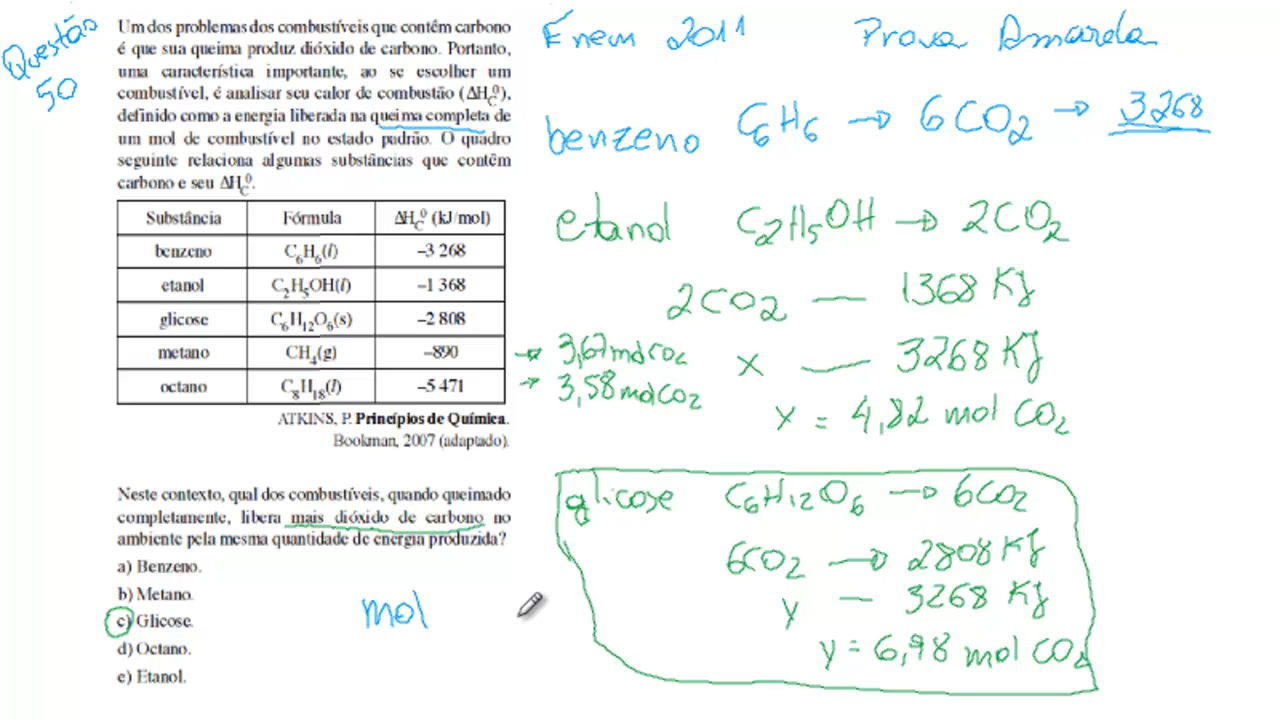 Questão
50
Um dos problemas dos combustíveis que contêm carbono
é que sua queima produz dióxido de carbono. Portanto,
uma característica importante, ao se escolher um
combustível, é analisar seu calor de combustão (ΔH_C^0),
definido como a energia liberada na queima completa de
um mol de combustível no estado padrão. O quadro
seguinte relaciona algumas substâncias que contêm
carbono e seu ΔH_C^0.
Substância Fórmula ΔH_C^0 (kJ/mol)
benzeno C₆H₆(l) –3 268
etanol C₂H₅OH(l) –1 368
glicose C₆H₁₂O₆(s) –2 808
metano CH₄(g) –890
octano C₈H₁₈(l) –5 471
ATKINS, P. Princípios de Química.
Bookman, 2007 (adaptado).
Neste contexto, qual dos combustíveis, quando queimado
completamente, libera mais dióxido de carbono no
ambiente pela mesma quantidade de energia produzida?
a) Benzeno.
b) Metano.
c) Glicose.
d) Octano.
e) Etanol.
mol
Enem 2011 Prova Amarela
benzeno C₆H₆ → 6CO₂ → 3268
etanol C₂H₅OH → 2CO₂
2CO₂ — 1368 KJ
→ 3,67 mol CO₂ x — 3268 KJ
→ 3,58 mol CO₂
x = 4,82 mol CO₂
glicose C₆H₁₂O₆ → 6CO₂
6CO₂ → 2808 KJ
y — 3268 KJ
y = 6,98 mol CO₂